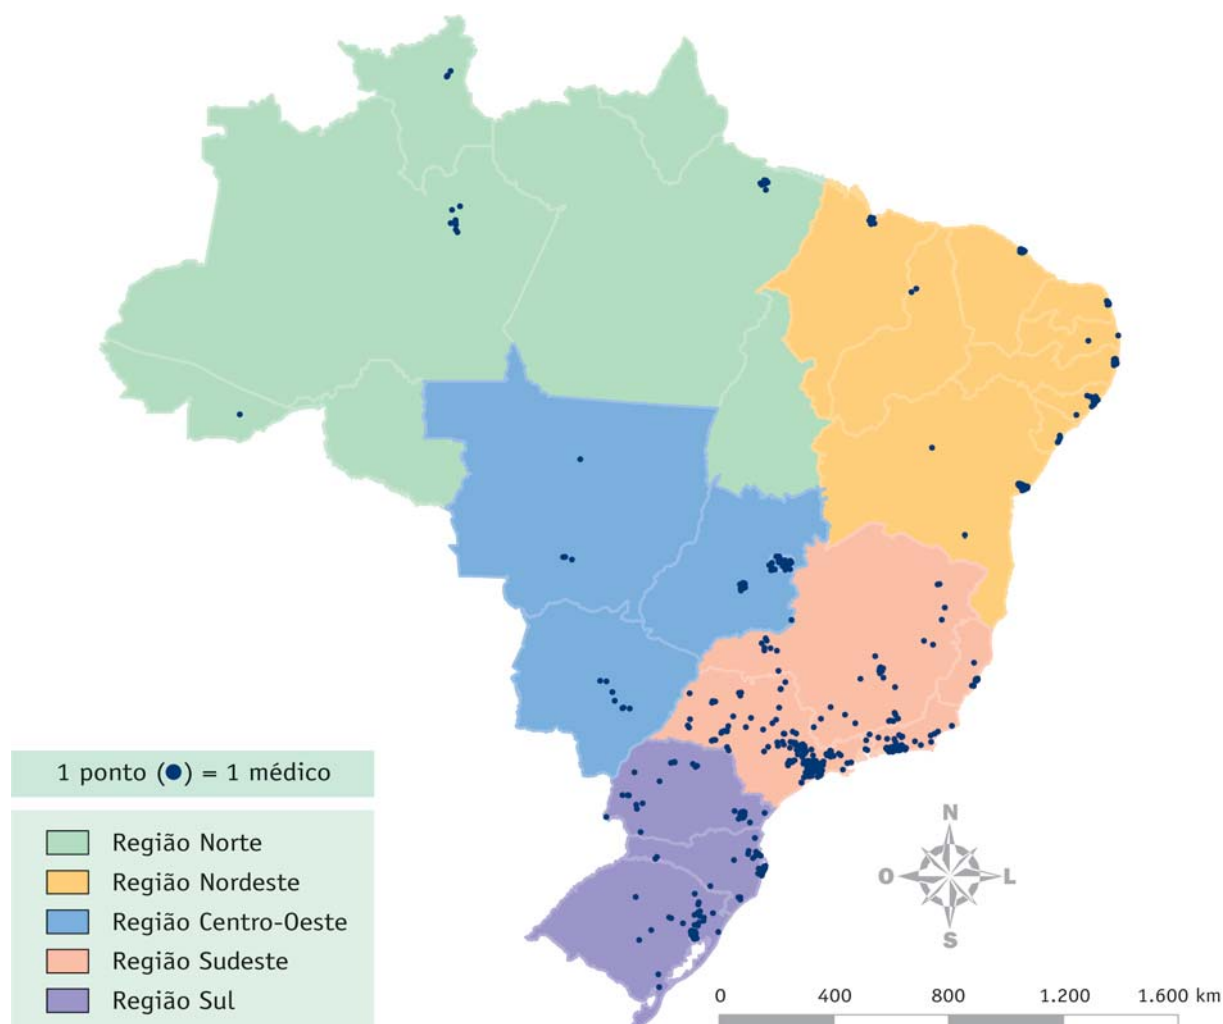 1 ponto (●) = 1 médico
Região Norte
Região Nordeste
Região Centro-Oeste
Região Sudeste
Região Sul
N
O L
S
0 400 800 1.200 1.600 km